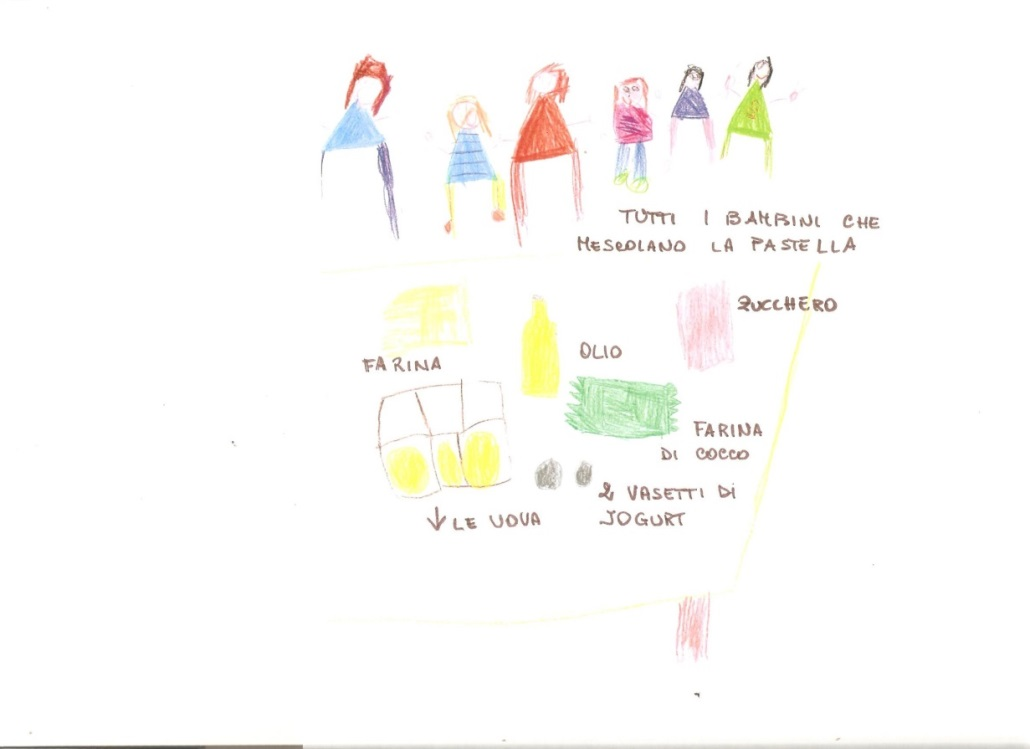 TUTTI I BAMBINI CHE
MESCOLANO LA PASTELLA
ZUCCHERO
OLIO
FARINA
FARINA
DI COCCO
2 VASETTI DI
JOGURT
↓ LE UOVA